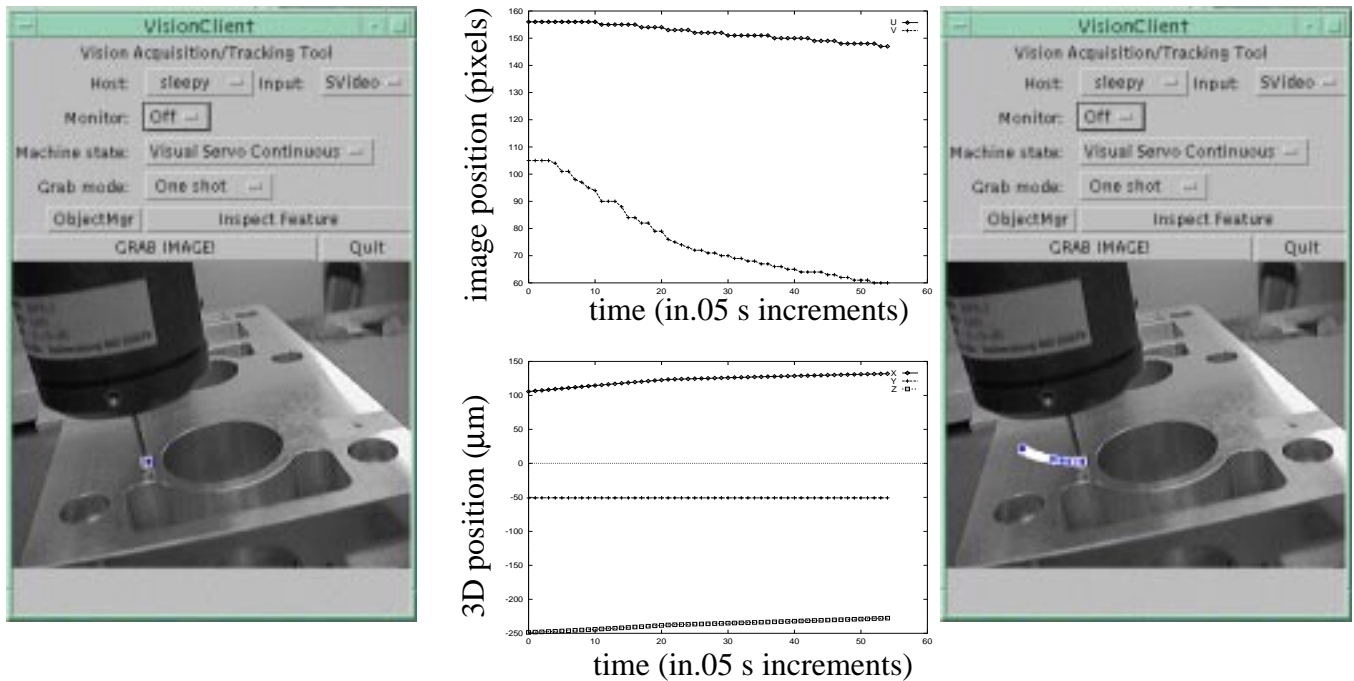 VisionClient
Vision Acquisition/Tracking Tool
Host: sleepy Input: SVideo
Monitor: Off
Machine state: Visual Servo Continuous
Grab mode: One shot
ObjectMgr Inspect Feature
GRAB IMAGE! Quit
image position (pixels)
160
150
140
130
120
110
100
90
80
70
60
0 10 20 30 40 50 60
U
V
time (in.05 s increments)
3D position (µm)
150
100
50
0
-50
-100
-150
-200
-250
0 10 20 30 40 50 60
X
Y
Z
time (in.05 s increments)
VisionClient
Vision Acquisition/Tracking Tool
Host: sleepy Input: SVideo
Monitor: Off
Machine state: Visual Servo Continuous
Grab mode: One shot
ObjectMgr Inspect Feature
GRAB IMAGE! Quit